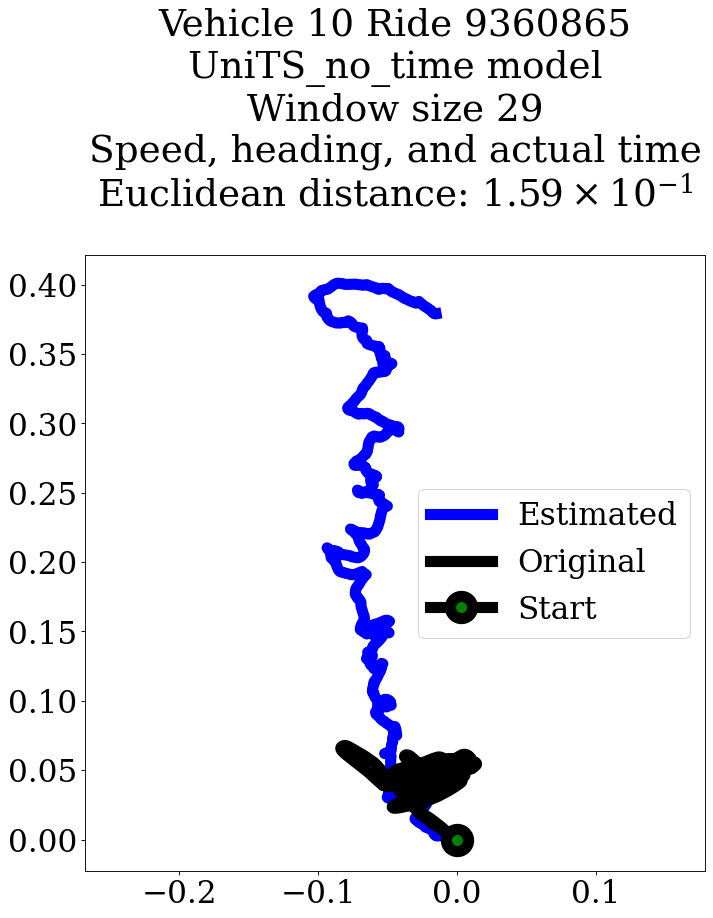 Vehicle 10 Ride 9360865
UniTS_no_time model
Window size 29
Speed, heading, and actual time
Euclidean distance: 1.59 × 10⁻¹
0.40
0.35
0.30
0.25
0.20
0.15
0.10
0.05
0.00
Estimated
Original
Start
−0.2
−0.1
0.0
0.1